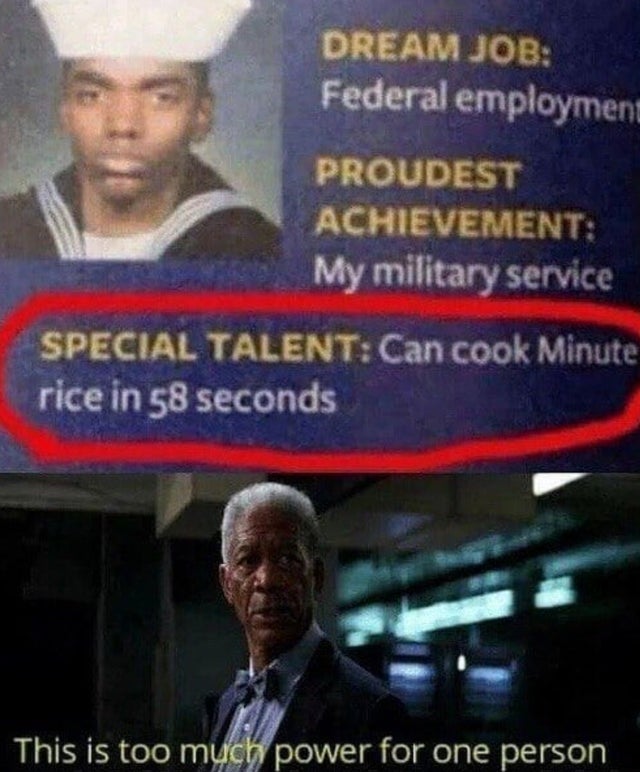 DREAM JOB:
Federal employment
PROUDEST
ACHIEVEMENT:
My military service
SPECIAL TALENT: Can cook Minute
rice in 58 seconds
This is too much power for one person